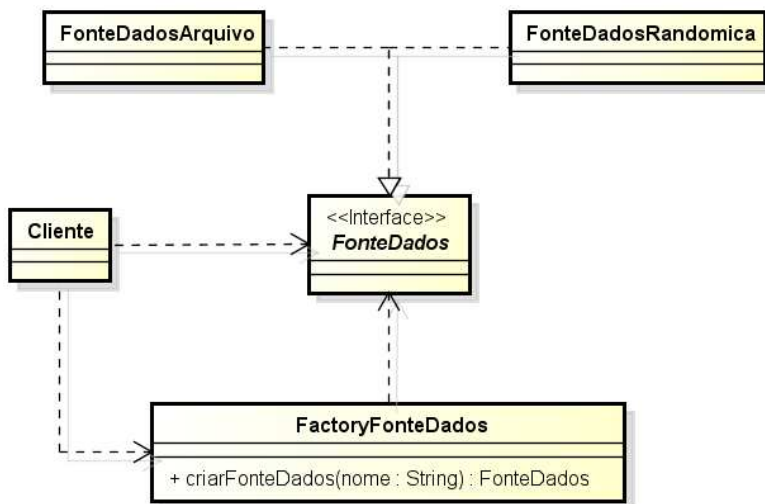 FonteDadosArquivo
FonteDadosRandomica
<<Interface>>
FonteDados
Cliente
FactoryFonteDados
+ criarFonteDados(nome : String) : FonteDados